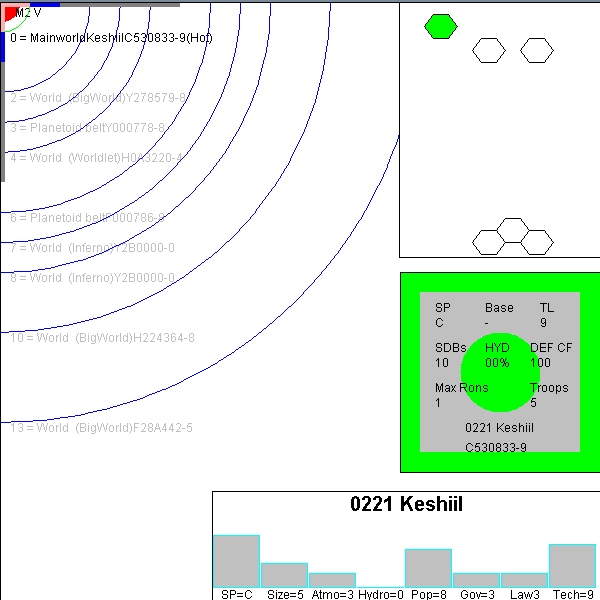 M2 V
0 = MainworldKeshiilC530833-9(Hot)
2 = World (BigWorld)Y278579-8
3 = Planetoid beltY000778-8
4 = World (Worldlet)H0A3220-4
6 = Planetoid beltF000786-9
7 = World (Inferno)Y2B0000-0
8 = World (Inferno)Y2B0000-0
10 = World (BigWorld)H224364-8
13 = World (BigWorld)F28A442-5
SP Base TL
C - 9
SDBs HYD DEF CF
10 00% 100
Max Rons Troops
1 5
0221 Keshiil
C530833-9
0221 Keshiil
SP=C Size=5 Atmo=3 Hydro=0 Pop=8 Gov=3 Law3 Tech=9